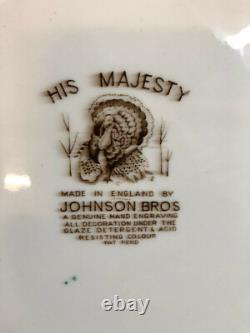 HIS MAJESTY
MADE IN ENGLAND BY
JOHNSON BROS
A GENUINE HAND ENGRAVING
ALL DECORATION UNDER THE
GLAZE DETERGENT & ACID
RESISTING COLOUR
PAT PEND